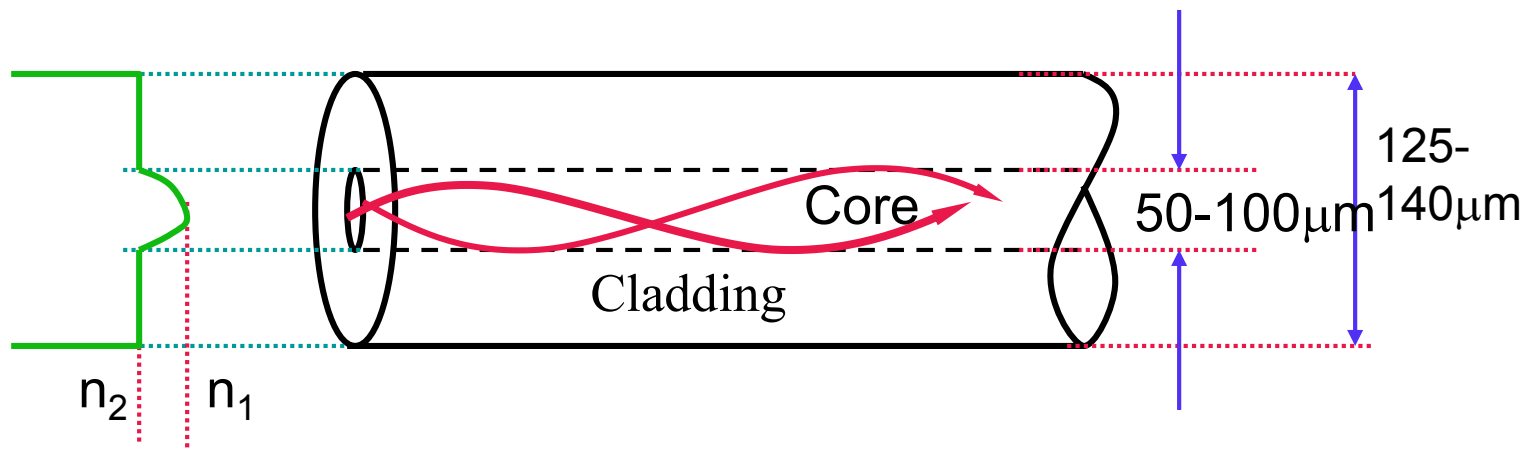 125-
140μm
Core
50-100μm
Cladding
n₂
n₁